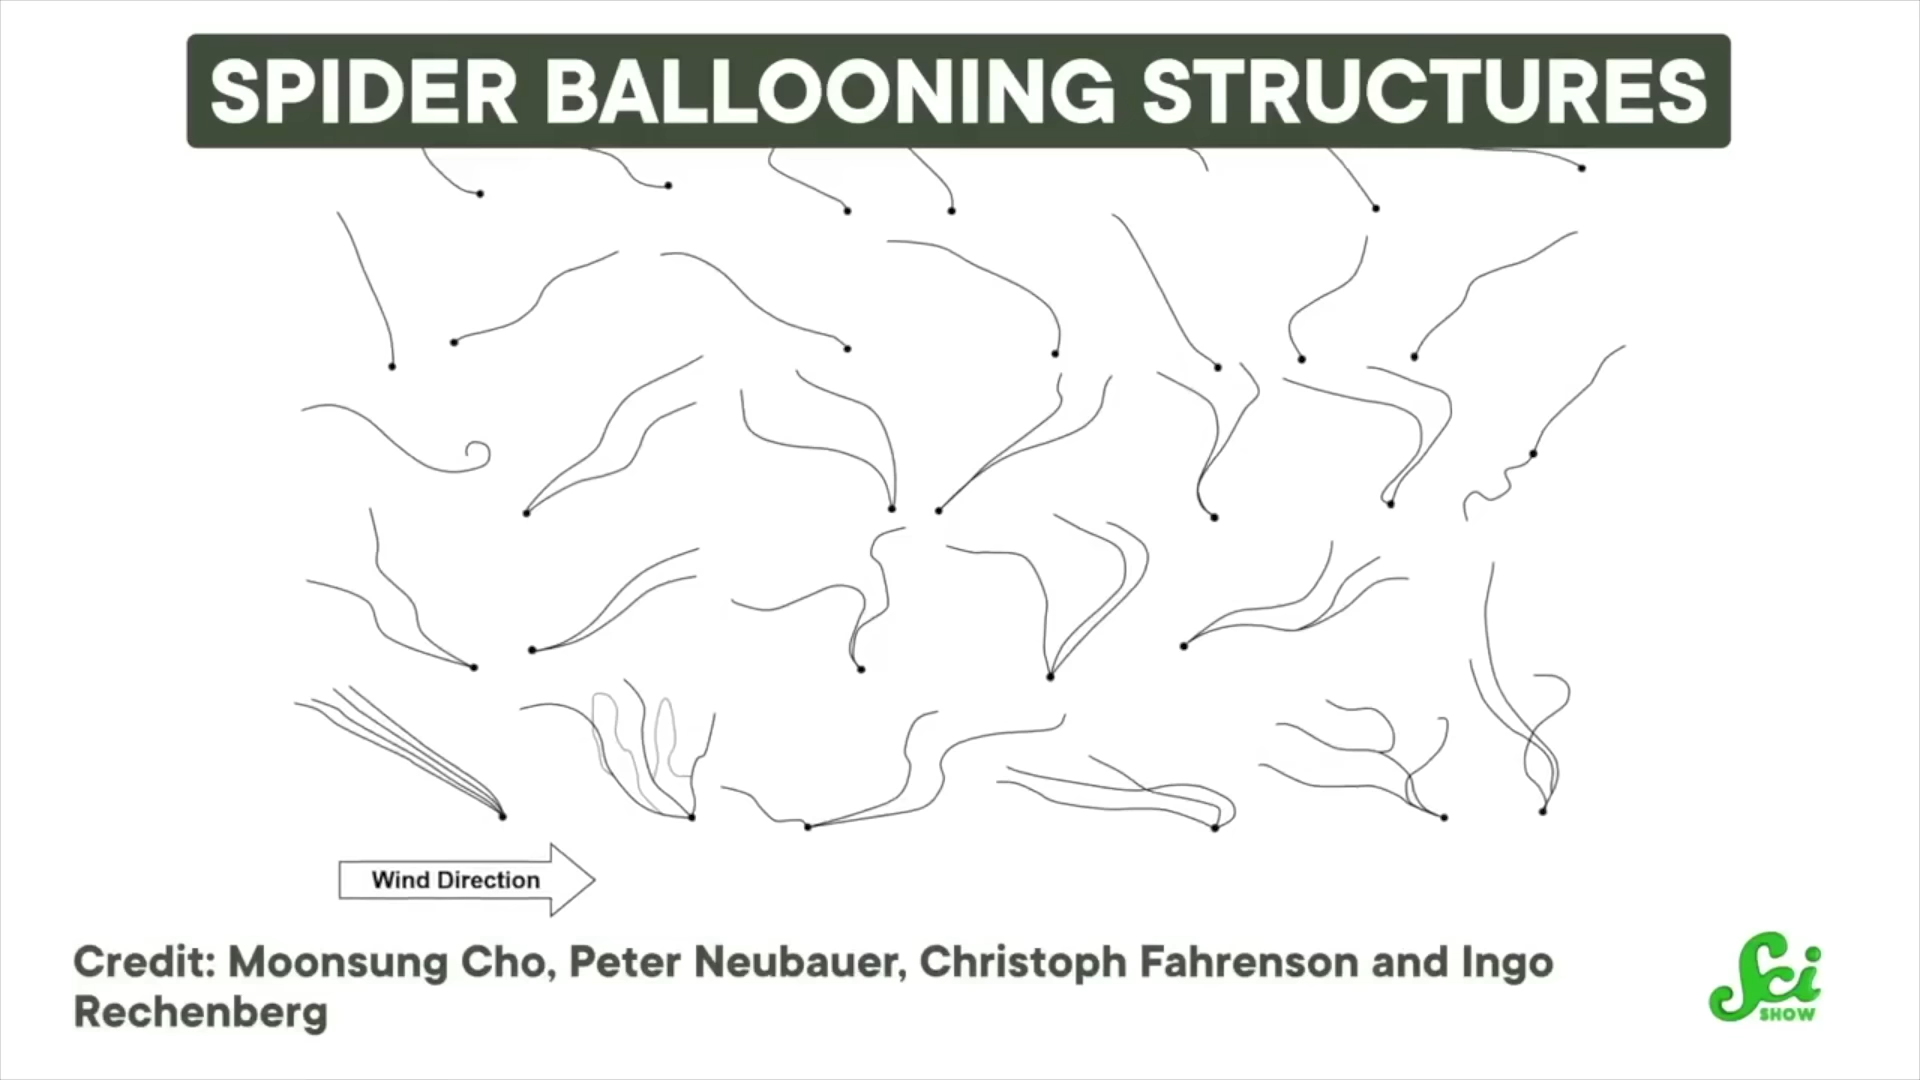 SPIDER BALLOONING STRUCTURES
Wind Direction
Credit: Moonsung Cho, Peter Neubauer, Christoph Fahrenson and Ingo
Rechenberg
Sci
SHOW